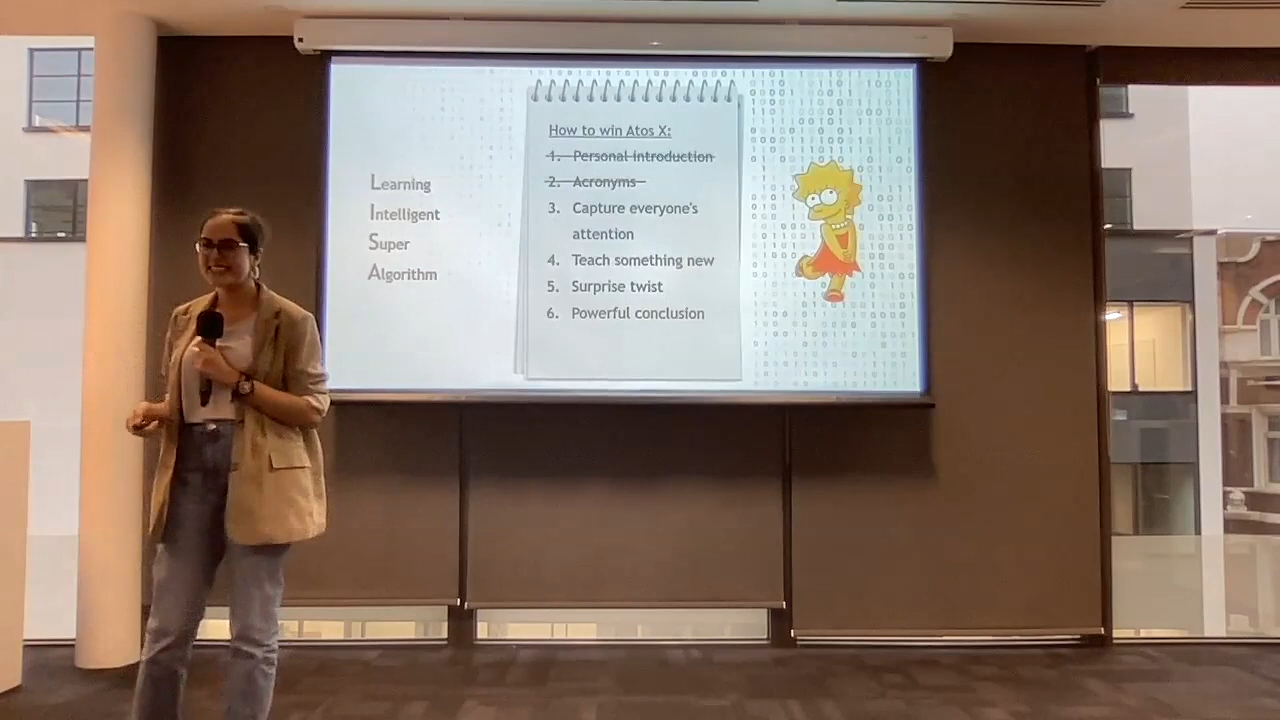 Learning
Intelligent
Super
Algorithm
How to win Atos X:
1. Personal introduction
2. Acronyms
3. Capture everyone's
attention
4. Teach something new
5. Surprise twist
6. Powerful conclusion